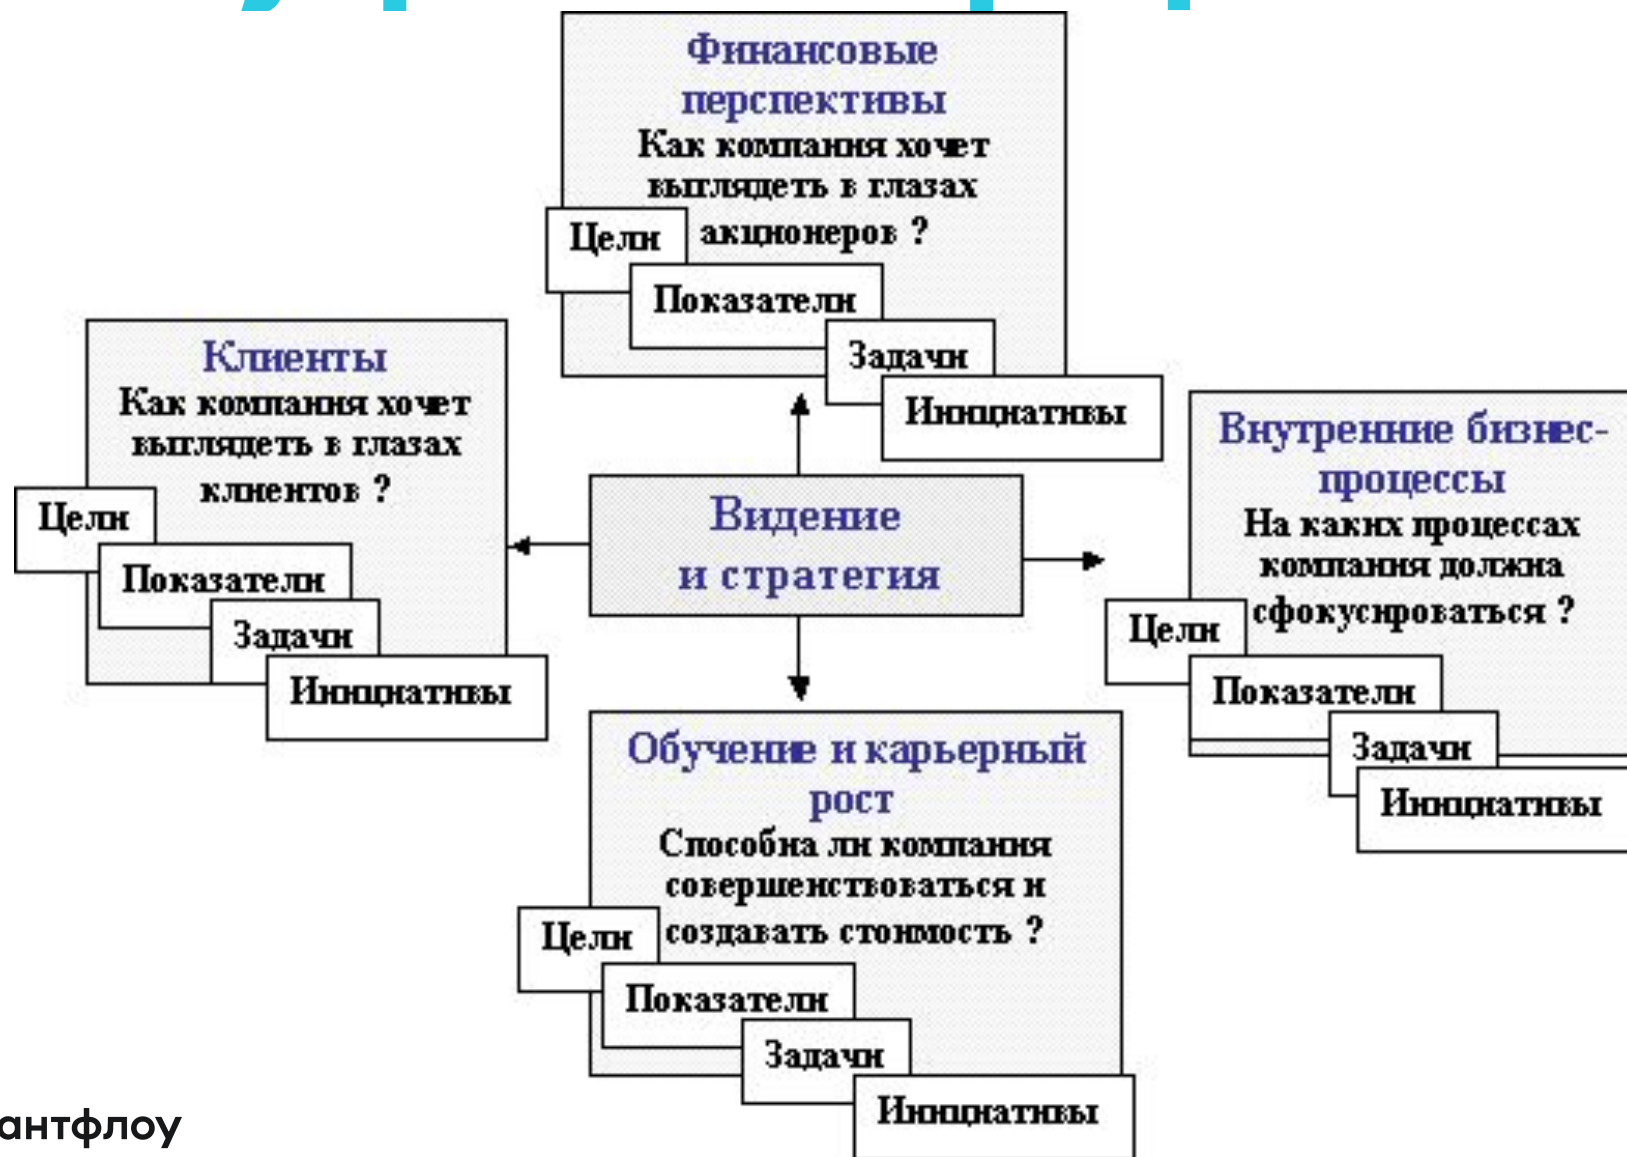 Финансовые
перспективы
Как компания хочет
выглядеть в глазах
акционеров ?
Цели
Показатели
Задачи
Инициативы
Клиенты
Как компания хочет
выглядеть в глазах
клиентов ?
Цели
Показатели
Задачи
Инициативы
Видение
и стратегия
Внутренние бизнес-
процессы
На каких процессах
компания должна
сфокусироваться ?
Цели
Показатели
Задачи
Инициативы
Обучение и карьерный
рост
Способна ли компания
совершенствоваться и
создавать стоимость ?
Цели
Показатели
Задачи
Инициативы
антфлоу